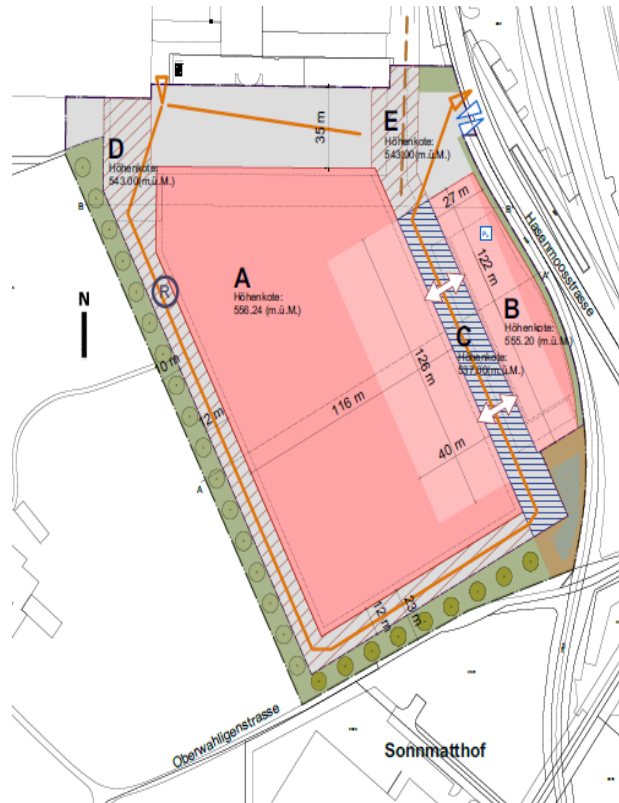 35 m
E
Höhenkote:
543.00(m.ü.M.)
D
Höhenkote:
543.00(m.ü.M.)
27 m
B'
B
Hasenmoosstrasse
N
R
A
Höhenkote:
556.24 (m.ü.M.)
122 m
A'
B
Höhenkote:
555.20 (m.ü.M.)
C
Höhenkote:
537.00(m.ü.M.)
10 m
126 m
116 m
12 m
40 m
A
12 m
23 m
Oberwahligenstrasse
Sonnmatthof